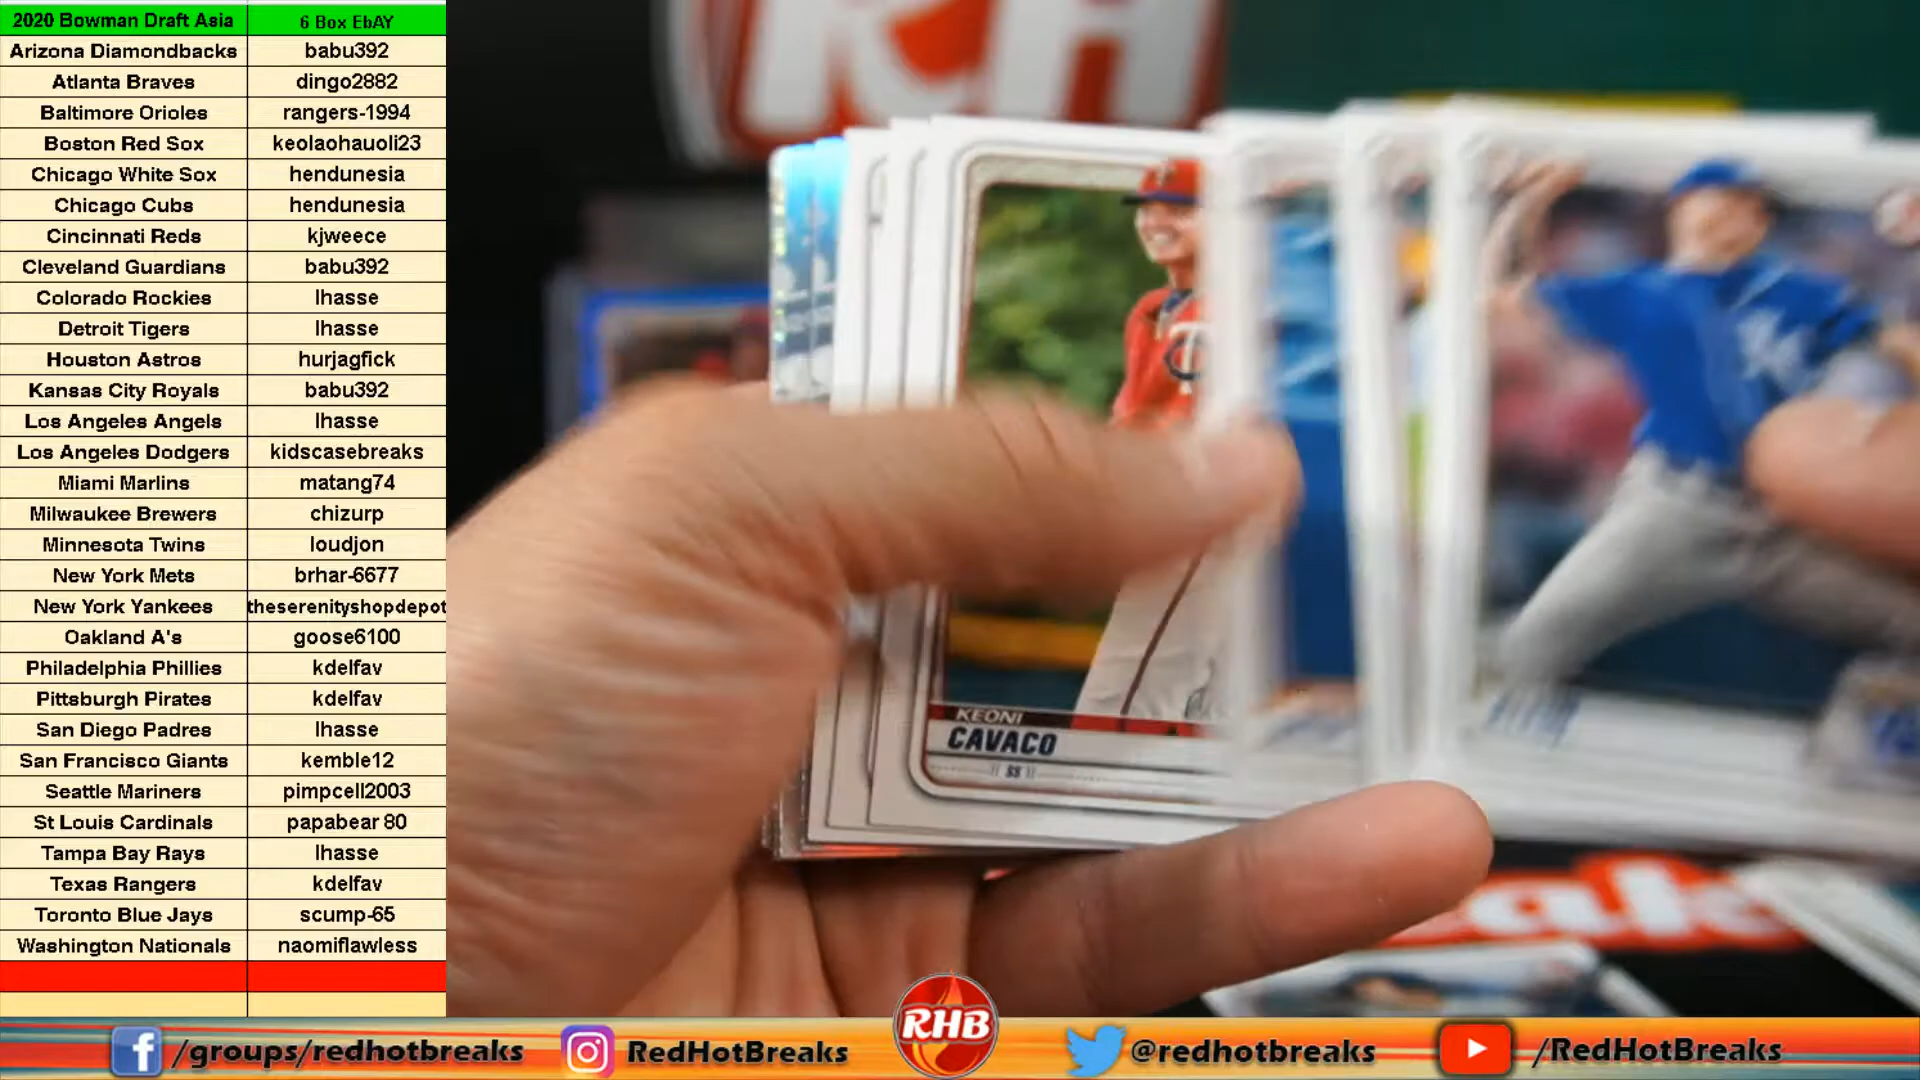 2020 Bowman Draft Asia 6 Box EbAY
Arizona Diamondbacks babu392
Atlanta Braves dingo2882
Baltimore Orioles rangers-1994
Boston Red Sox keolaohauoli23
Chicago White Sox hendunesia
Chicago Cubs hendunesia
Cincinnati Reds kjweece
Cleveland Guardians babu392
Colorado Rockies lhasse
Detroit Tigers lhasse
Houston Astros hurjagfick
Kansas City Royals babu392
Los Angeles Angels lhasse
Los Angeles Dodgers kidscasebreaks
Miami Marlins matang74
Milwaukee Brewers chizurp
Minnesota Twins loudjon
New York Mets brhar-6677
New York Yankees theserenityshopdepot
Oakland A's goose6100
Philadelphia Phillies kdelfav
Pittsburgh Pirates kdelfav
San Diego Padres lhasse
San Francisco Giants kemble12
Seattle Mariners pimpcell2003
St Louis Cardinals papabear 80
Tampa Bay Rays lhasse
Texas Rangers kdelfav
Toronto Blue Jays scump-65
Washington Nationals naomiflawless
RH
KEONI
CAVACO
SS
/groups/redhotbreaks
RedHotBreaks
RHB
@redhotbreaks
/RedHotBreaks